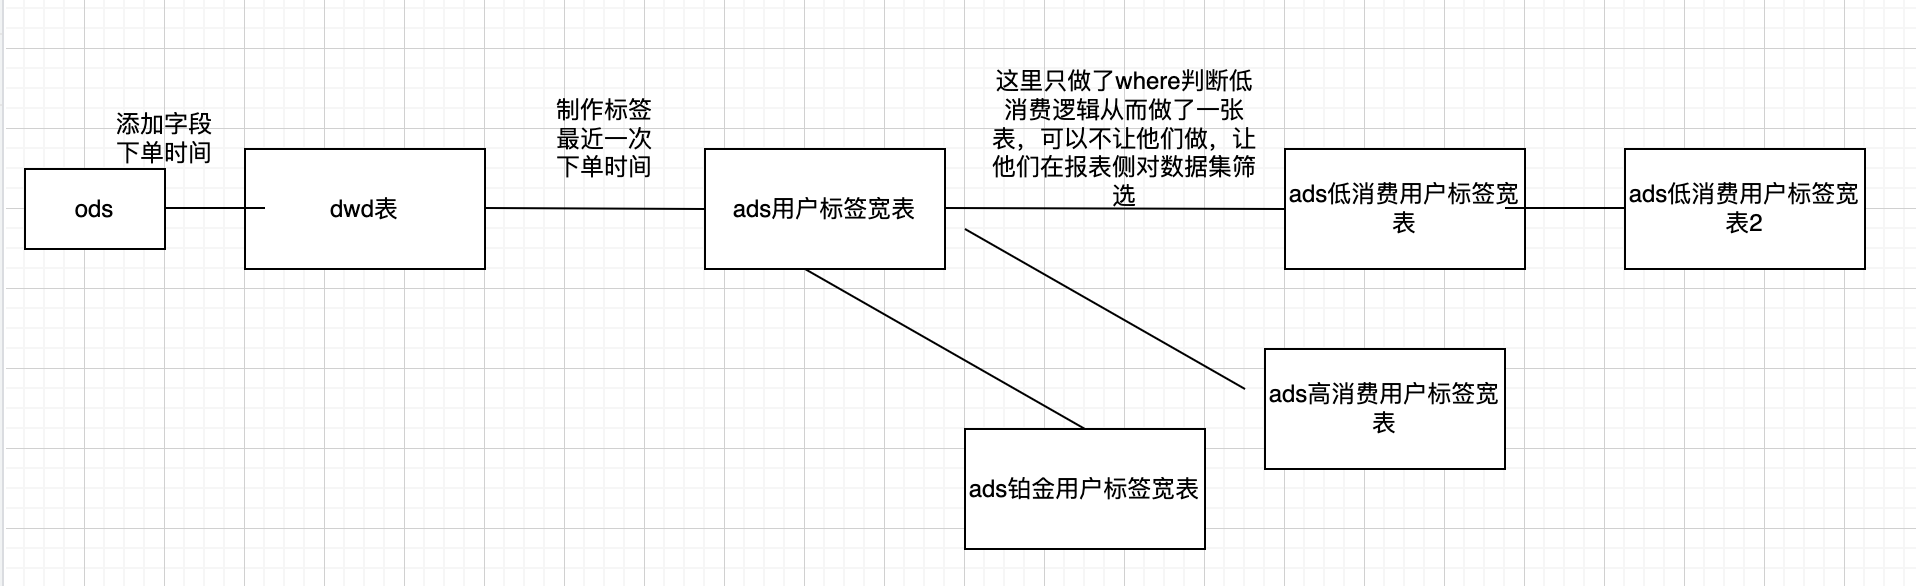 添加字段
下单时间
ods
dwd表
制作标签
最近一次
下单时间
ads用户标签宽表
这里只做了where判断低
消费逻辑从而做了一张
表，可以不让他们做，让
他们在报表侧对数据集筛
选
ads低消费用户标签宽
表
ads低消费用户标签宽
表2
ads高消费用户标签宽
表
ads铂金用户标签宽表